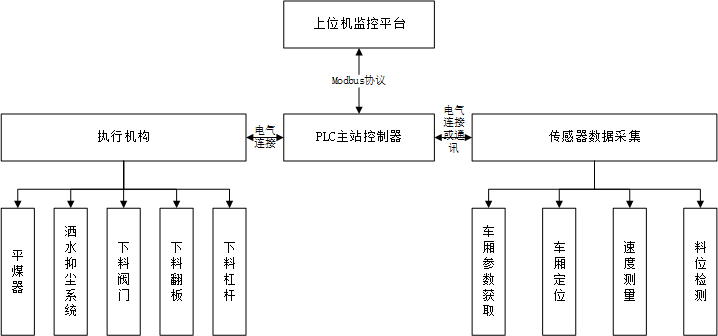 上位机监控平台
Modbus协议
执行机构
电气
连接
PLC主站控制器
电气
连接
或通
讯
传感器数据采集
平煤器
洒水抑尘系统
下料阀门
下料翻板
下料杠杆
车厢参数获取
车厢定位
速度测量
料位检测